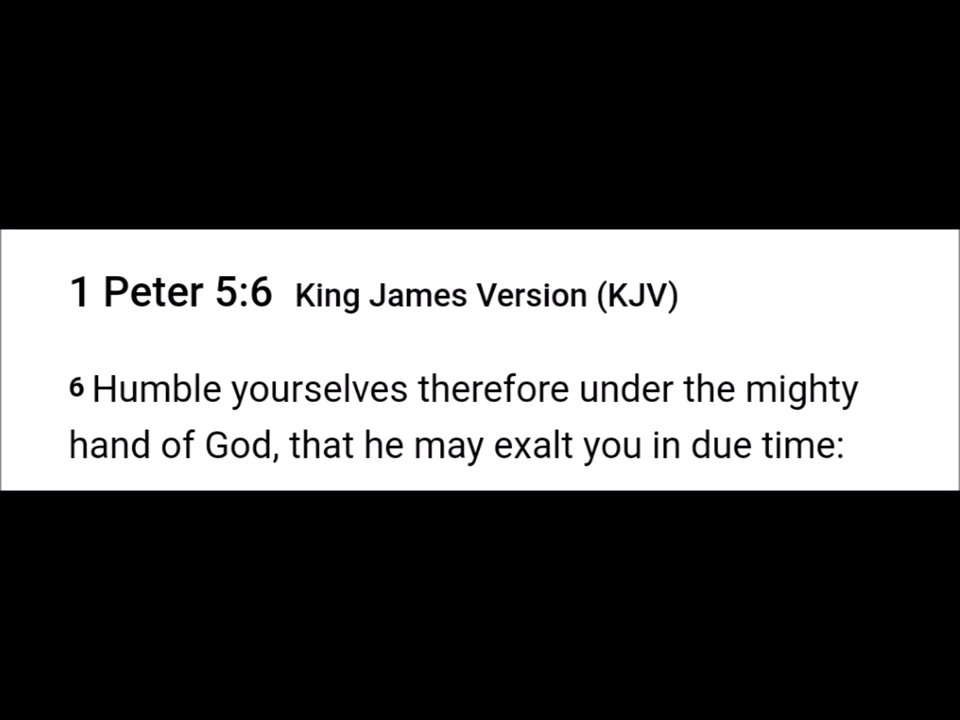 1 Peter 5:6 King James Version (KJV)
6 Humble yourselves therefore under the mighty
hand of God, that he may exalt you in due time: